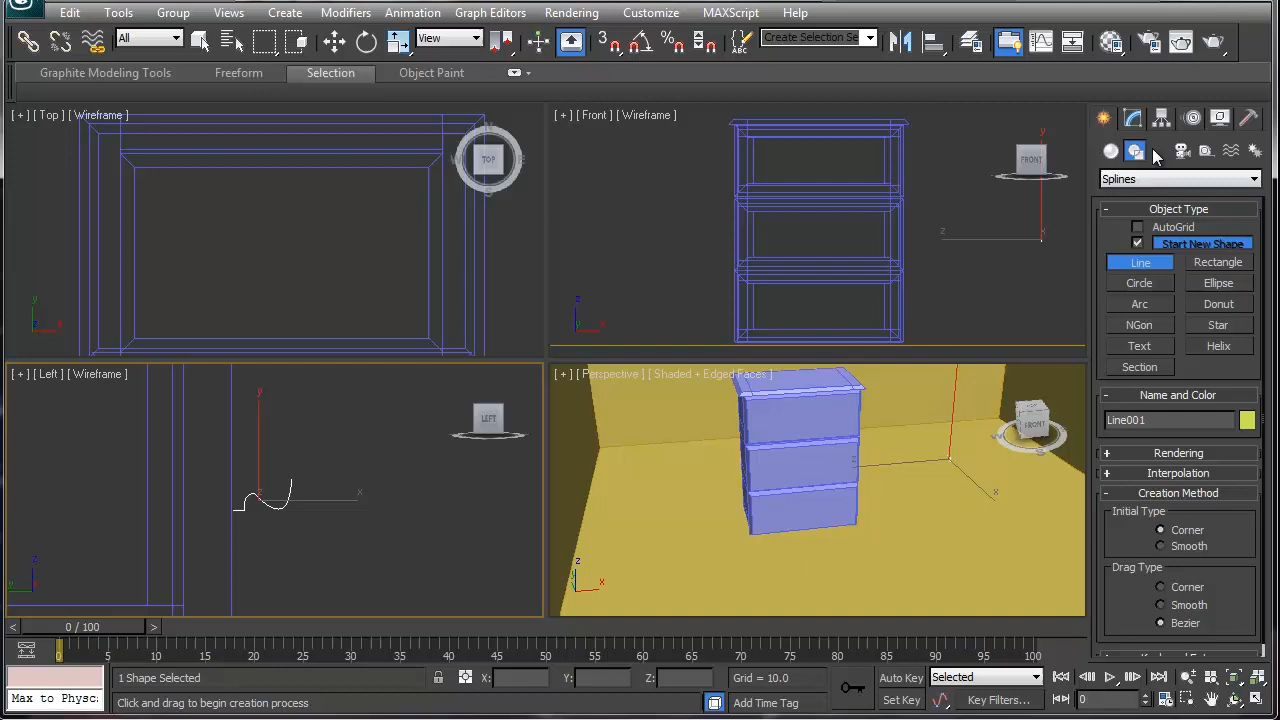 Edit Tools Group Views Create Modifiers Animation Graph Editors Rendering Customize MAXScript Help
All View Create Selection Se
Graphite Modeling Tools Freeform Selection Object Paint
[ + ] [ Top ] [ Wireframe ]
TOP
[ + ] [ Front ] [ Wireframe ]
FRONT
[ + ] [ Left ] [ Wireframe ]
LEFT
[ + ] [ Perspective ] [ Shaded + Edged Faces ]
FRONT
Splines
- Object Type
AutoGrid
Start New Shape
Line Rectangle
Circle Ellipse
Arc Donut
NGon Star
Text Helix
Section
- Name and Color
Line001
+ Rendering
+ Interpolation
- Creation Method
Initial Type
Corner
Smooth
Drag Type
Corner
Smooth
Bezier
< 0 / 100 >
0 5 10 15 20 25 30 35 40 45 50 55 60 65 70 75 80 85 90 95 100
1 Shape Selected X: Y: Z: Grid = 10.0 Auto Key Selected
Max to Physcs
Click and drag to begin creation process Add Time Tag Set Key Key Filters... 0